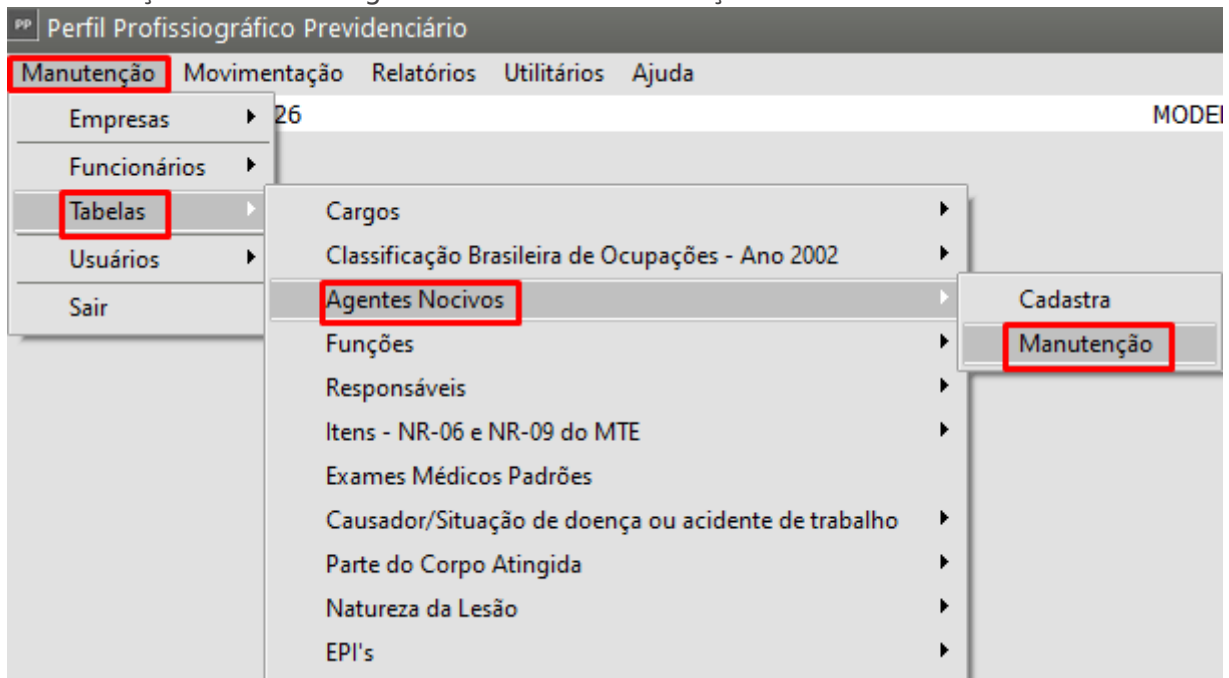 PP Perfil Profissiográfico Previdenciário
Manutenção Movimentação Relatórios Utilitários Ajuda
Empresas
26
MODE
Funcionários
Tabelas
Usuários
Sair
Cargos
Classificação Brasileira de Ocupações - Ano 2002
Agentes Nocivos
Funções
Responsáveis
Itens - NR-06 e NR-09 do MTE
Exames Médicos Padrões
Causador/Situação de doença ou acidente de trabalho
Parte do Corpo Atingida
Natureza da Lesão
EPI's
Cadastra
Manutenção